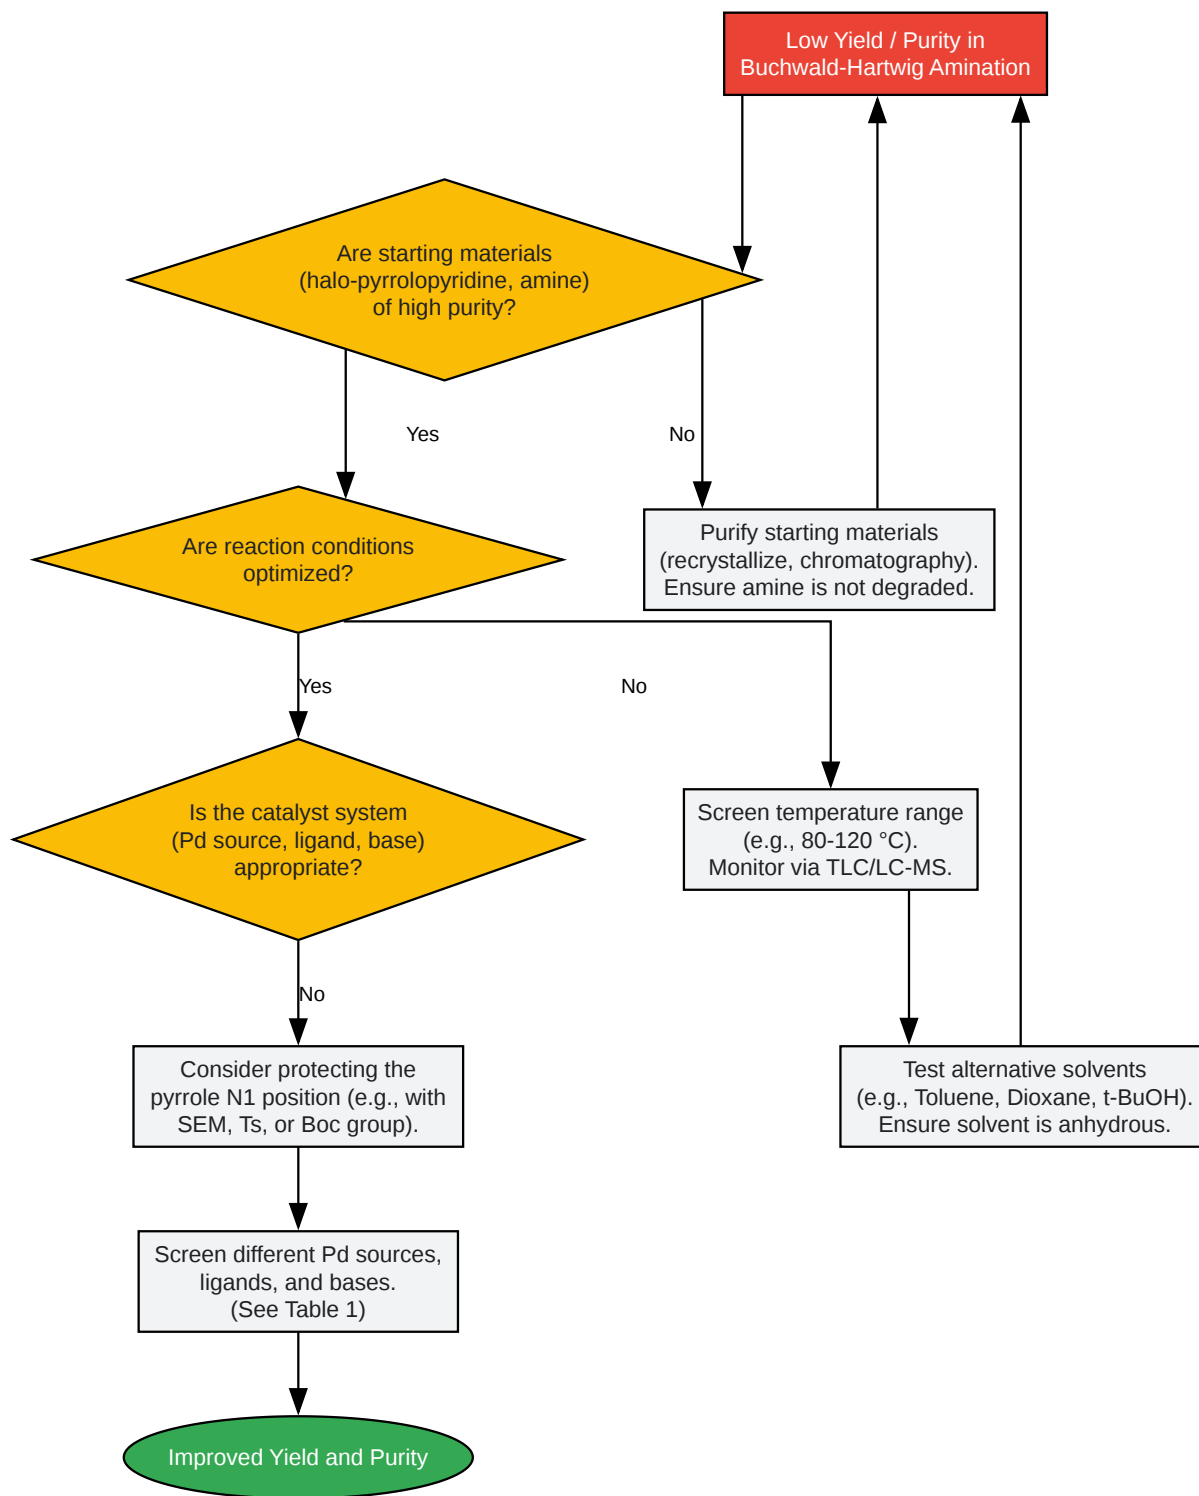 Low Yield / Purity in
Buchwald-Hartwig Amination
Are starting materials
(halo-pyrrolopyridine, amine)
of high purity?
Yes
No
Are reaction conditions
optimized?
Purify starting materials
(recrystallize, chromatography).
Ensure amine is not degraded.
Yes
No
Is the catalyst system
(Pd source, ligand, base)
appropriate?
Screen temperature range
(e.g., 80-120 °C).
Monitor via TLC/LC-MS.
No
Consider protecting the
pyrrole N1 position (e.g., with
SEM, Ts, or Boc group).
Test alternative solvents
(e.g., Toluene, Dioxane, t-BuOH).
Ensure solvent is anhydrous.
Screen different Pd sources,
ligands, and bases.
(See Table 1)
Improved Yield and Purity